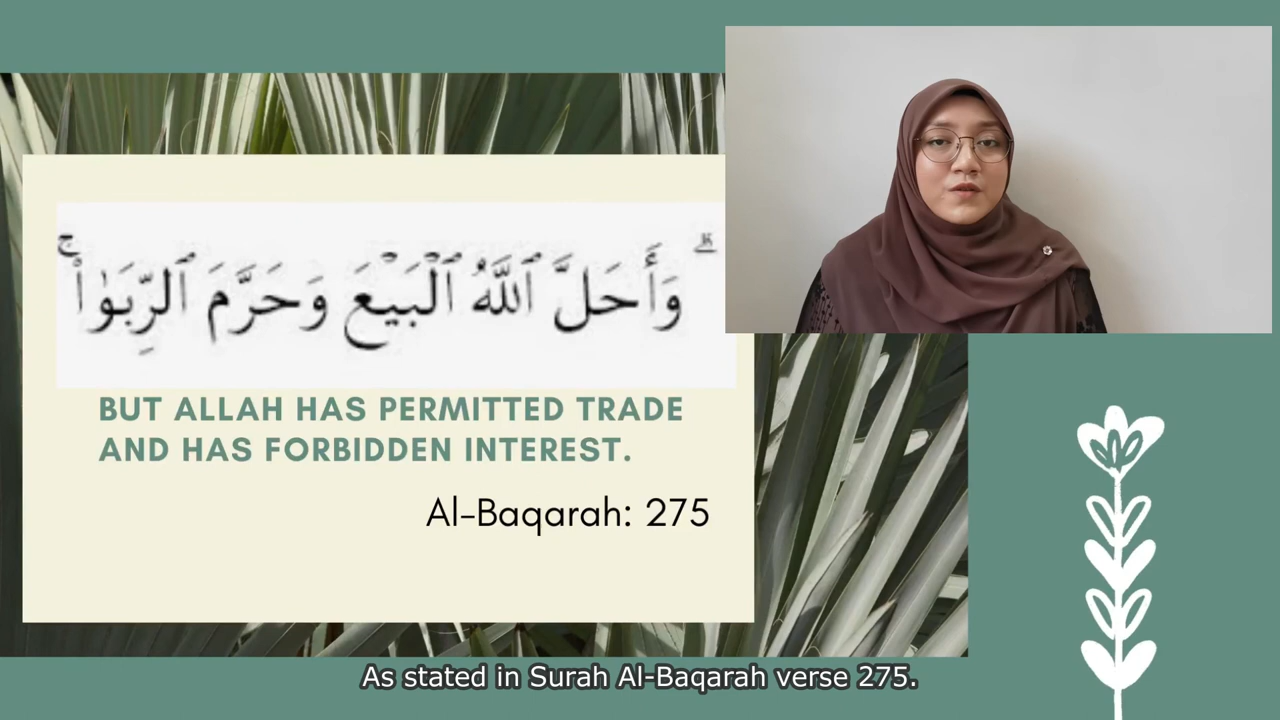 وَأَحَلَّ ٱللَّهُ ٱلْبَيْعَ وَحَرَّمَ ٱلرِّبَوٰا۟ ۚ
BUT ALLAH HAS PERMITTED TRADE
AND HAS FORBIDDEN INTEREST.
Al-Baqarah: 275
As stated in Surah Al-Baqarah verse 275.